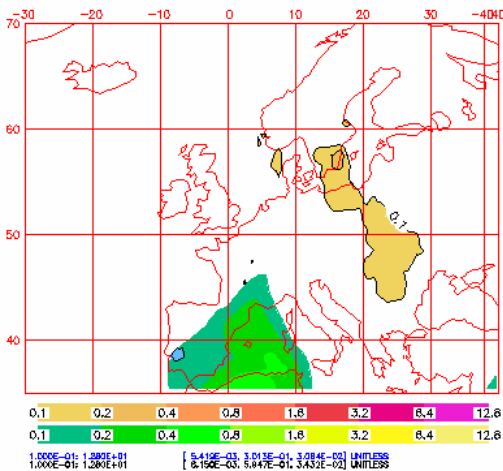 -30 -20 -10 0 10 20 30 40
70
60
0.1
50
40
0.1 0.2 0.4 0.8 1.6 3.2 6.4 12.8
0.1 0.2 0.4 0.8 1.6 3.2 6.4 12.8
1.000E-01; 1.280E+01 [ 5.419E-03, 3.013E-01, 3.084E-02] UNITLESS
1.000E-01; 1.280E+01 [ 6.150E-03, 5.847E-01, 3.432E-02] UNITLESS